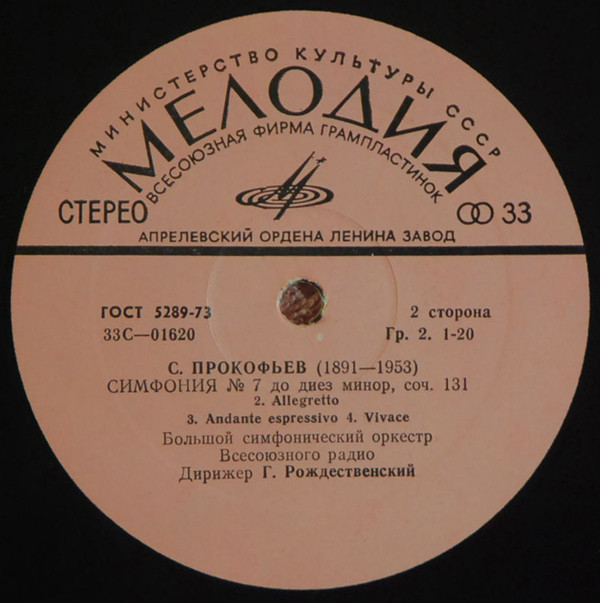 МИНИСТЕРСТВО КУЛЬТУРЫ СССР
МЕЛОДИЯ
ВСЕСОЮЗНАЯ ФИРМА ГРАМПЛАСТИНОК
СТЕРЕО 33
АПРЕЛЕВСКИЙ ОРДЕНА ЛЕНИНА ЗАВОД
ГОСТ 5289-73 2 сторона
33С—01620 Гр. 2. 1-20
С. ПРОКОФЬЕВ (1891—1953)
СИМФОНИЯ № 7 до диез минор, соч. 131
2. Allegretto
3. Andante espressivo 4. Vivace
Большой симфонический оркестр
Всесоюзного радио
Дирижер Г. Рождественский